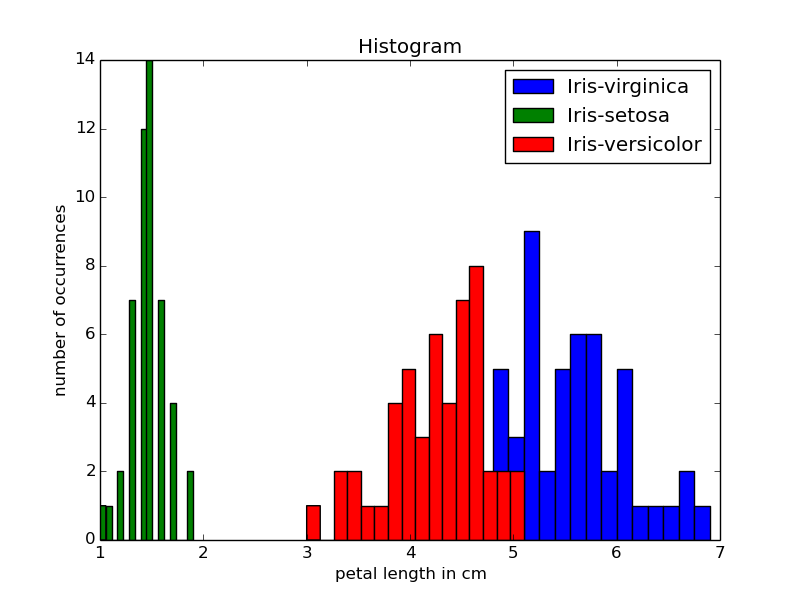 Histogram
Iris-virginica
Iris-setosa
Iris-versicolor
14
12
10
8
6
4
2
0
number of occurrences
1 2 3 4 5 6 7
petal length in cm